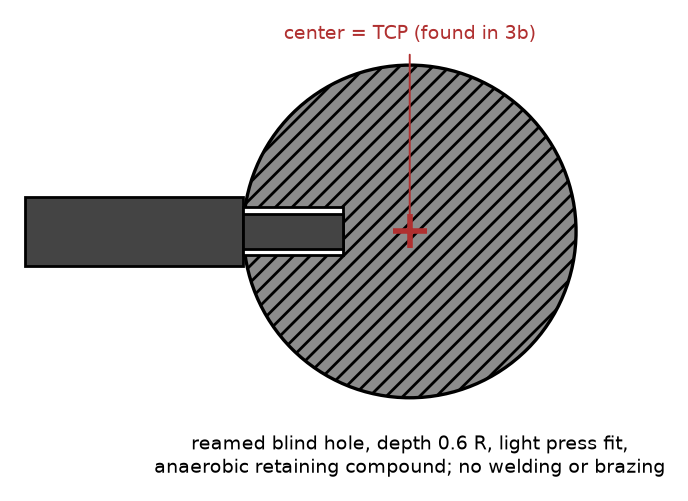 center = TCP (found in 3b)
reamed blind hole, depth 0.6 R, light press fit,
anaerobic retaining compound; no welding or brazing